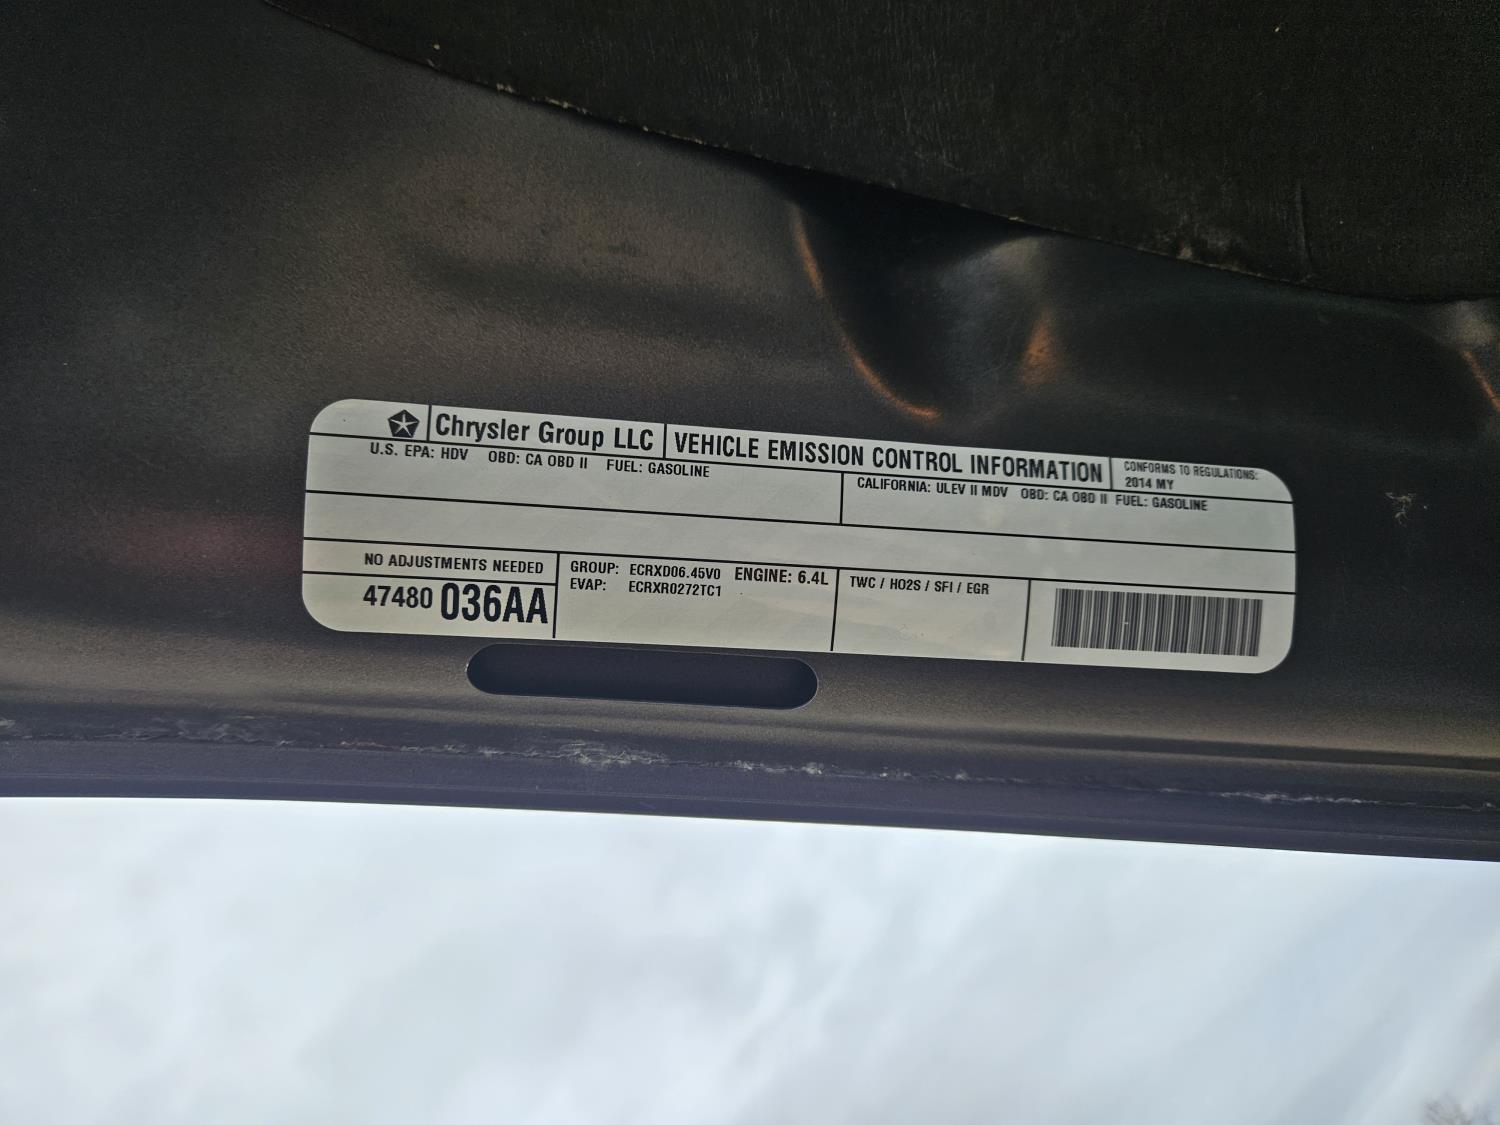 Chrysler Group LLC
VEHICLE EMISSION CONTROL INFORMATION
CONFORMS TO REGULATIONS:
2014 MY
U.S. EPA: HDV OBD: CA OBD II FUEL: GASOLINE
CALIFORNIA: ULEV II MDV OBD: CA OBD II FUEL: GASOLINE
NO ADJUSTMENTS NEEDED
47480 036AA
GROUP: ECRXD06.45V0 ENGINE: 6.4L
EVAP: ECRXR0272TC1
TWC / HO2S / SFI / EGR